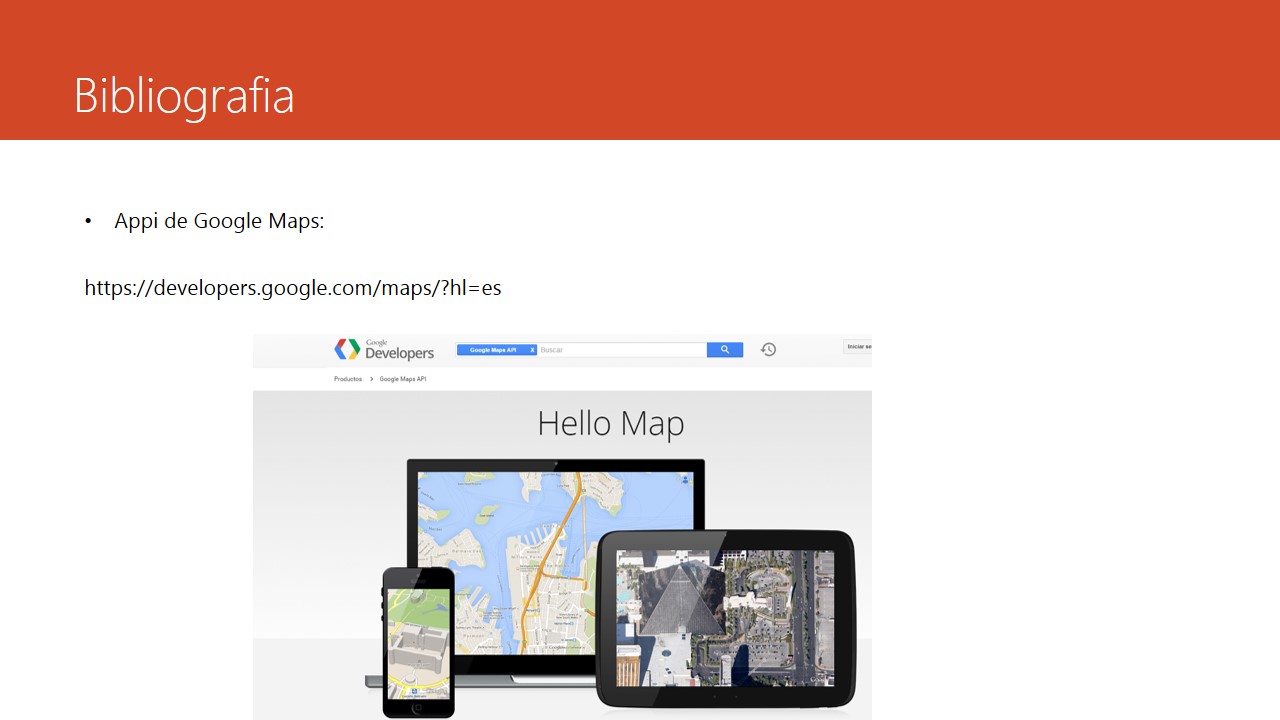 Bibliografia
• Appi de Google Maps:
https://developers.google.com/maps/?hl=es
Google
Developers
Google Maps API X Buscar
Iniciar se
Productos > Google Maps API
Hello Map